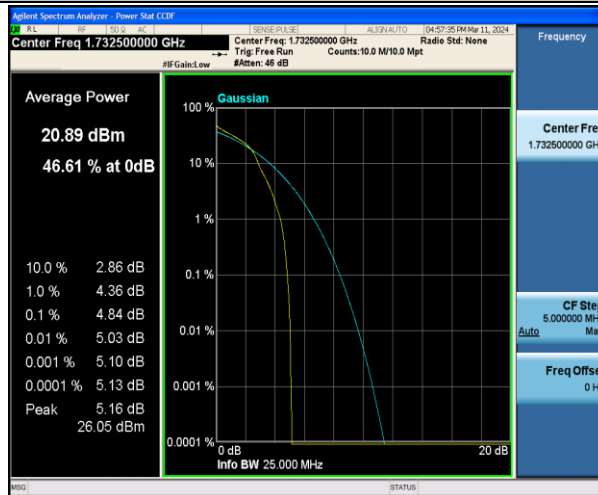 Agilent Spectrum Analyzer - Power Stat CCDF
RL RF 50 Ω AC SENSE:PULSE ALIGN AUTO 04:57:35 PM Mar 11, 2024
Center Freq 1.732500000 GHz
Center Freq: 1.732500000 GHz Radio Std: None
Trig: Free Run Counts:10.0 M/10.0 Mpt
#IFGain:Low #Atten: 46 dB
Frequency
Average Power
20.89 dBm
46.61 % at 0dB
10.0 % 2.86 dB
1.0 % 4.36 dB
0.1 % 4.84 dB
0.01 % 5.03 dB
0.001 % 5.10 dB
0.0001 % 5.13 dB
Peak 5.16 dB
26.05 dBm
Gaussian
100 %
10 %
1 %
0.1 %
0.01 %
0.001 %
0.0001 %
0 dB 20 dB
Info BW 25.000 MHz
Center Fre
1.732500000 GH
CF Ste
5.000000 MH
Auto Ma
Freq Offse
0 H
MSG STATUS